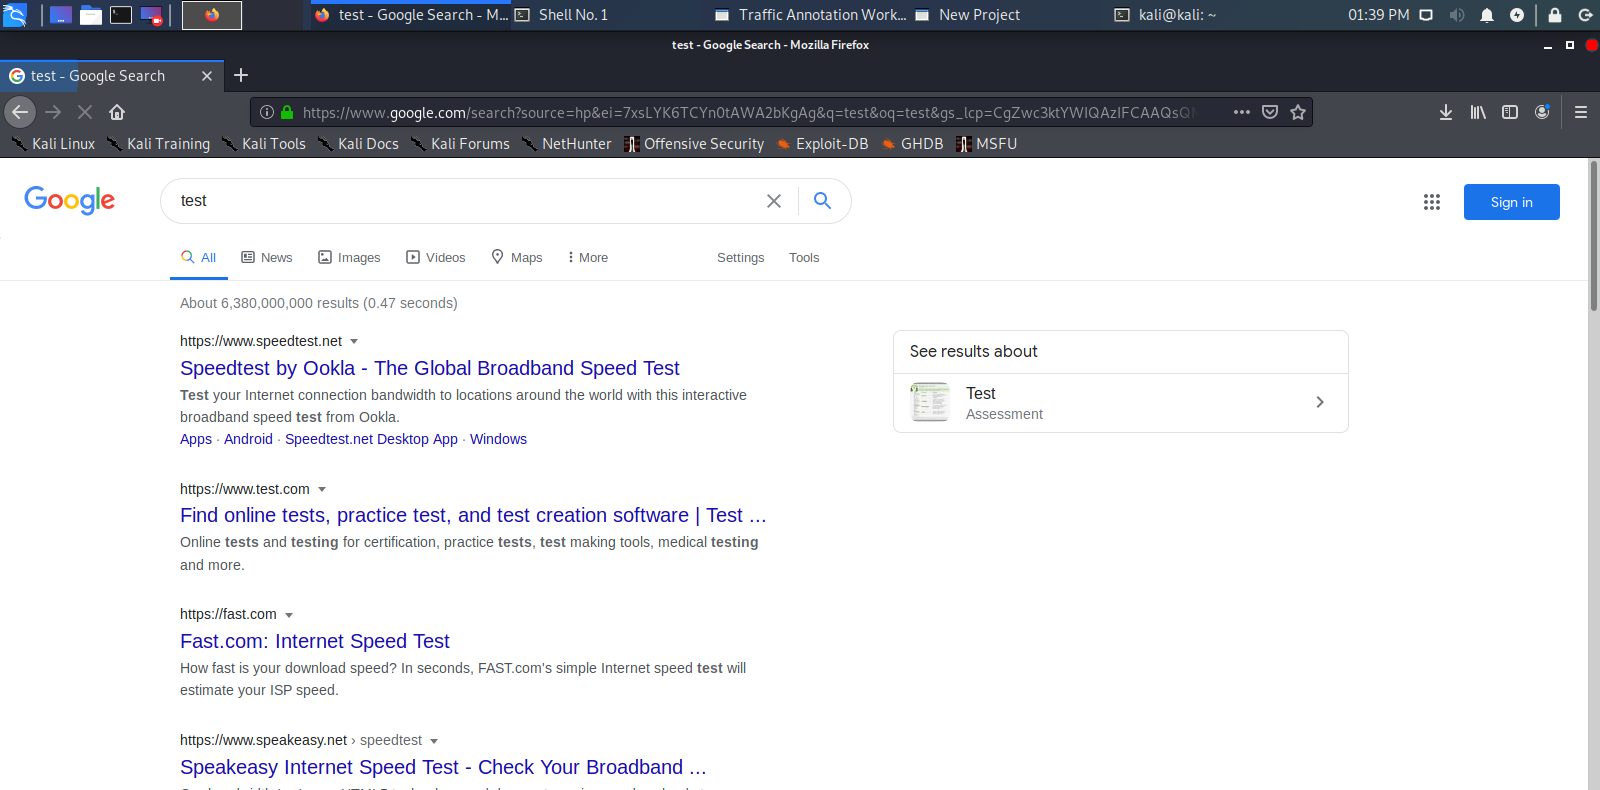 test - Google Search - M... Shell No. 1 Traffic Annotation Work... New Project kali@kali: ~ 01:39 PM
test - Google Search - Mozilla Firefox
test - Google Search
https://www.google.com/search?source=hp&ei=7xsLYK6TCYn0tAWA2bKgAg&q=test&oq=test&gs_lcp=CgZwc3ktYWIQAzIFCAAQsQM
Kali Linux Kali Training Kali Tools Kali Docs Kali Forums NetHunter Offensive Security Exploit-DB GHDB MSFU
Google test Sign in
All News Images Videos Maps More Settings Tools
About 6,380,000,000 results (0.47 seconds)
https://www.speedtest.net
Speedtest by Ookla - The Global Broadband Speed Test
Test your Internet connection bandwidth to locations around the world with this interactive
broadband speed test from Ookla.
Apps · Android · Speedtest.net Desktop App · Windows
See results about
Test
Assessment
https://www.test.com
Find online tests, practice test, and test creation software | Test ...
Online tests and testing for certification, practice tests, test making tools, medical testing
and more.
https://fast.com
Fast.com: Internet Speed Test
How fast is your download speed? In seconds, FAST.com's simple Internet speed test will
estimate your ISP speed.
https://www.speakeasy.net › speedtest
Speakeasy Internet Speed Test - Check Your Broadband ...